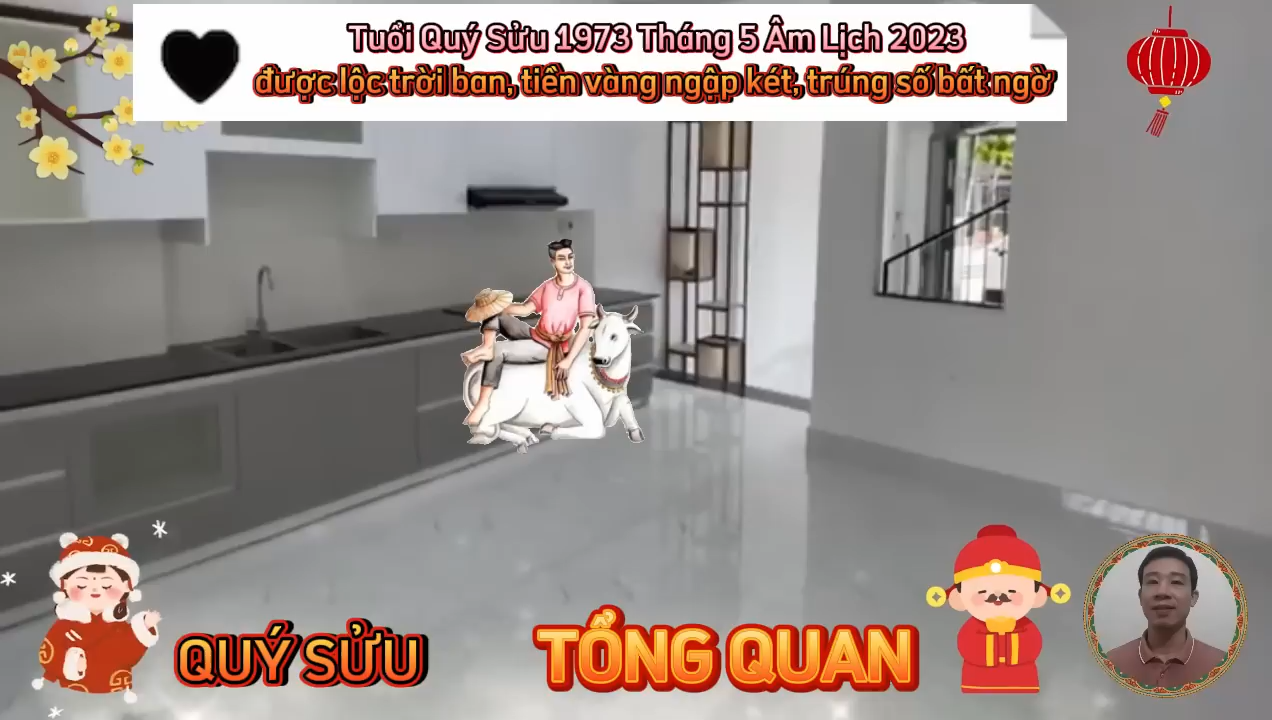 Tuổi Quý Sửu 1973 Tháng 5 Âm Lịch 2023
được lộc trời ban, tiền vàng ngập két, trúng số bất ngờ
QUÝ SỬU
TỔNG QUAN